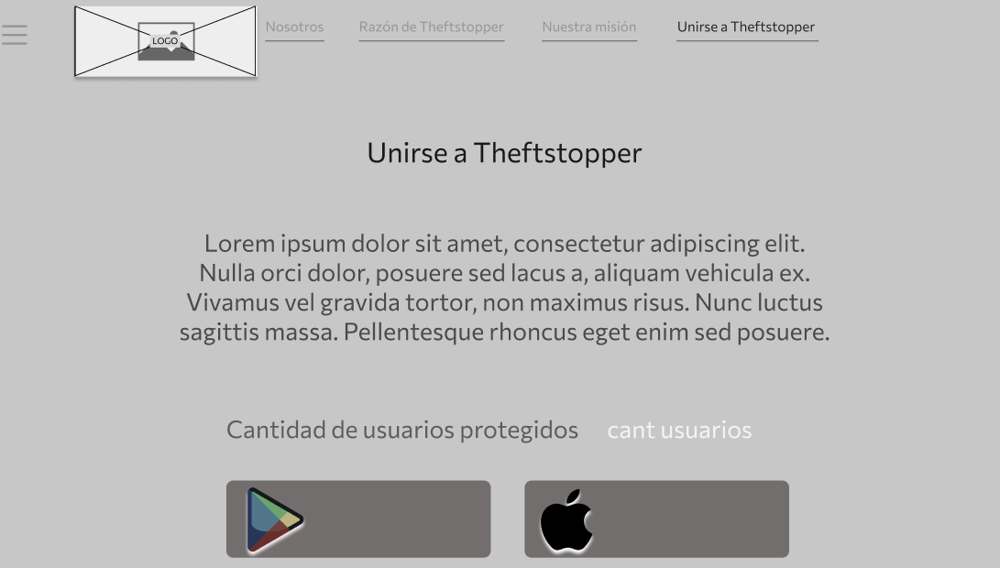 LOGO
Nosotros
Razón de Theftstopper
Nuestra misión
Unirse a Theftstopper
Unirse a Theftstopper
Lorem ipsum dolor sit amet, consectetur adipiscing elit.
Nulla orci dolor, posuere sed lacus a, aliquam vehicula ex.
Vivamus vel gravida tortor, non maximus risus. Nunc luctus
sagittis massa. Pellentesque rhoncus eget enim sed posuere.
Cantidad de usuarios protegidos cant usuarios